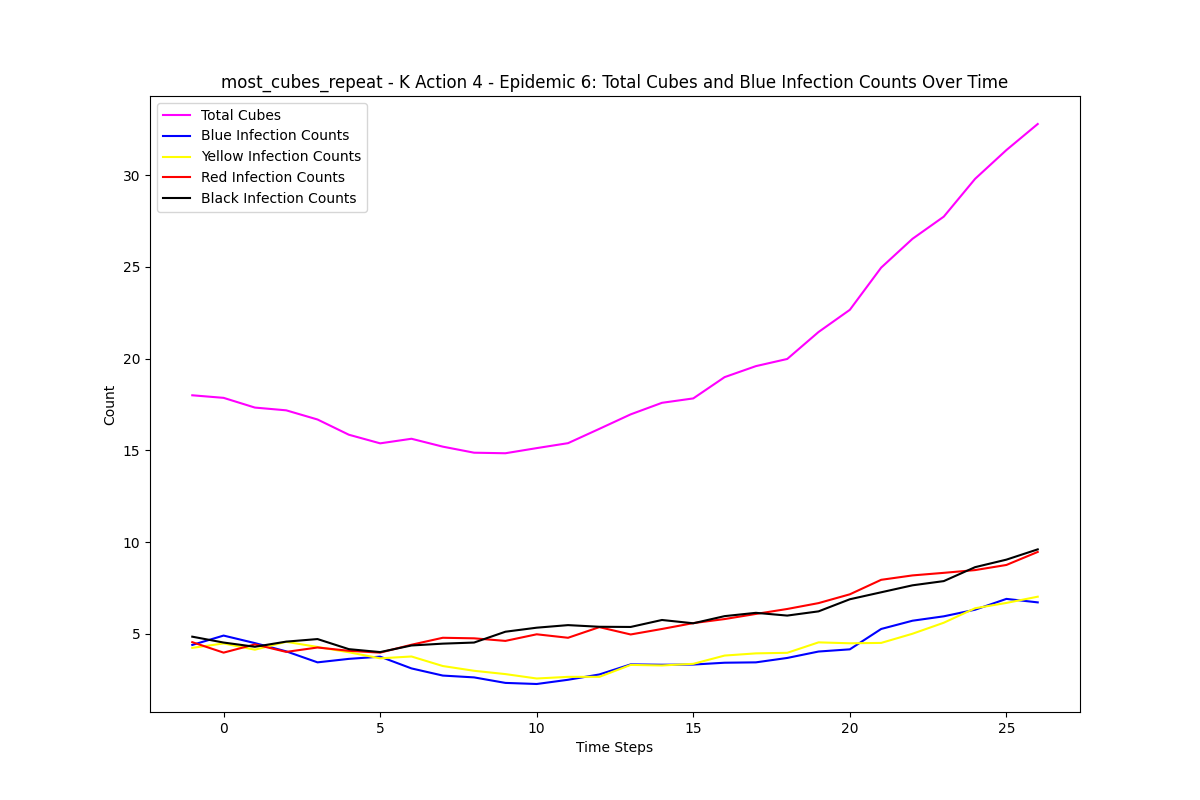 most_cubes_repeat - K Action 4 - Epidemic 6: Total Cubes and Blue Infection Counts Over Time
Total Cubes
Blue Infection Counts
Yellow Infection Counts
Red Infection Counts
Black Infection Counts
30
25
20
15
10
5
Count
0 5 10 15 20 25
Time Steps